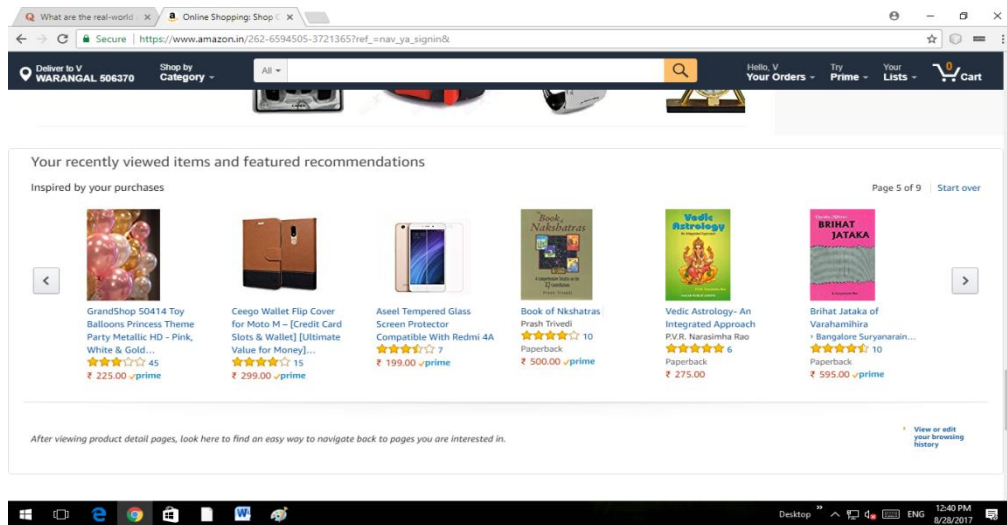 What are the real-world
Online Shopping: Shop O
Secure https://www.amazon.in/262-6594505-3721365?ref_=nav_ya_signin&
Deliver to V
WARANGAL 506370
Shop by
Category
All
Hello, V
Your Orders
Try
Prime
Your
Lists
0
Cart
Your recently viewed items and featured recommendations
Inspired by your purchases
Page 5 of 9 Start over
Book of
Nakshatras
Prash Trivedi
Vedic
Astrology
An Integrated Approach
BRIHAT
JATAKA
GrandShop 50414 Toy
Balloons Princess Theme
Party Metallic HD - Pink,
White & Gold...
45
₹ 225.00 prime
Ceego Wallet Flip Cover
for Moto M – [Credit Card
Slots & Wallet] [Ultimate
Value for Money]...
15
₹ 299.00 prime
Aseel Tempered Glass
Screen Protector
Compatible With Redmi 4A
7
₹ 199.00 prime
Book of Nkshatras
Prash Trivedi
10
Paperback
₹ 500.00 prime
Vedic Astrology- An
Integrated Approach
P.V.R. Narasimha Rao
6
Paperback
₹ 275.00
Brihat Jataka of
Varahamihira
Bangalore Suryanarain...
10
Paperback
₹ 595.00 prime
After viewing product detail pages, look here to find an easy way to navigate back to pages you are interested in.
View or edit
your browsing
history
Desktop
ENG
12:40 PM
8/28/2017